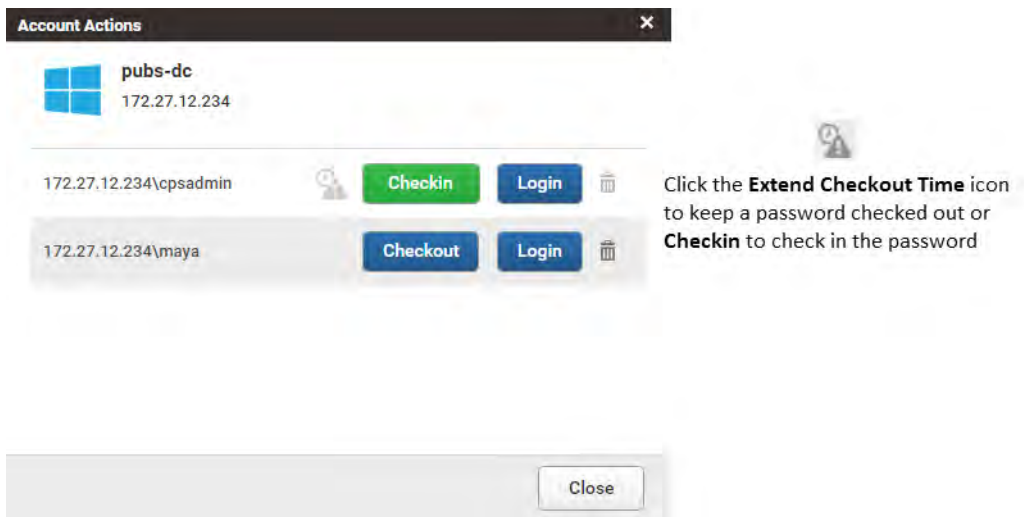 Account Actions
pubs-dc
172.27.12.234
172.27.12.234\cpsadmin Checkin Login
172.27.12.234\maya Checkout Login
Click the Extend Checkout Time icon
to keep a password checked out or
Checkin to check in the password
Close